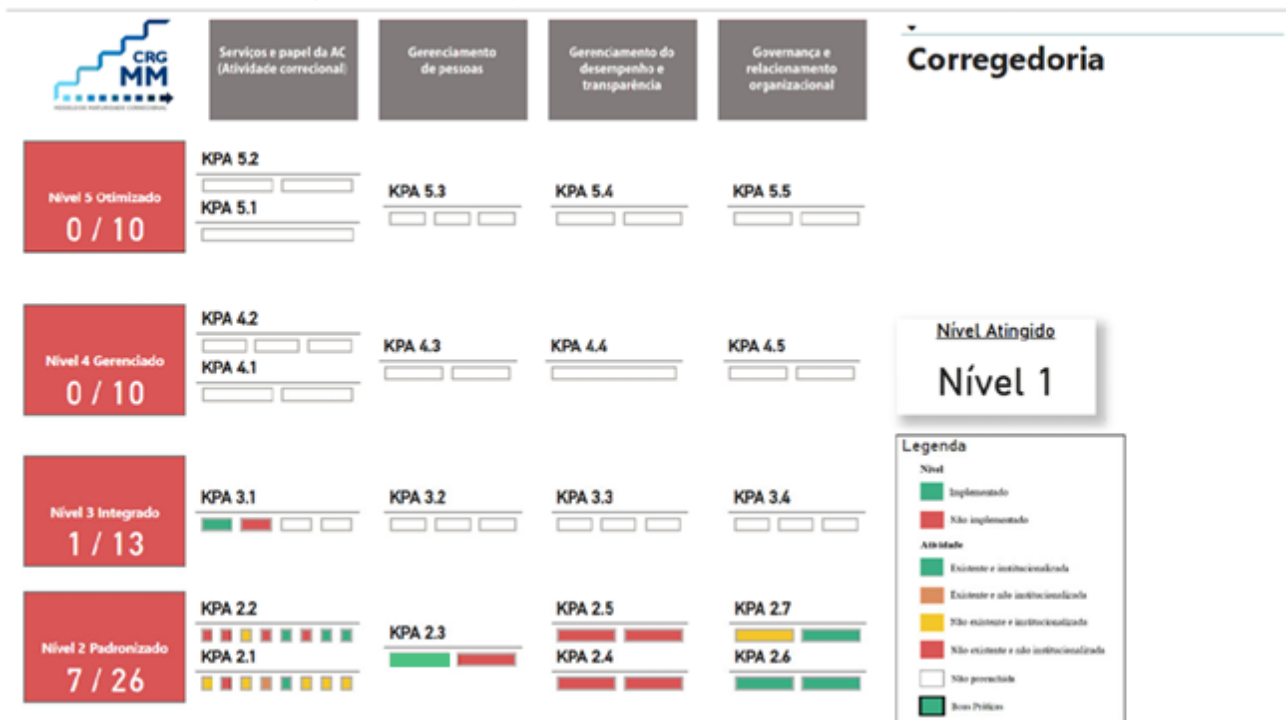 CRG
MM
MODELO DE MATURIDADE CORRECIONAL
Serviços e papel da AC
(Atividade correcional)
Gerenciamento
de pessoas
Gerenciamento do
desempenho e
transparência
Governança e
relacionamento
organizacional
Corregedoria
Nível 5 Otimizado
0 / 10
KPA 5.2
KPA 5.1
KPA 5.3
KPA 5.4
KPA 5.5
Nível 4 Gerenciado
0 / 10
KPA 4.2
KPA 4.1
KPA 4.3
KPA 4.4
KPA 4.5
Nível Atingido
Nível 1
Nível 3 Integrado
1 / 13
KPA 3.1
KPA 3.2
KPA 3.3
KPA 3.4
Nível 2 Padronizado
7 / 26
KPA 2.2
KPA 2.1
KPA 2.3
KPA 2.5
KPA 2.4
KPA 2.7
KPA 2.6
Legenda
Nível
Implementado
Não implementado
Atividade
Existente e institucionalizada
Existente e não institucionalizada
Não existente e institucionalizada
Não existente e não institucionalizada
Não preenchida
Boas Práticas